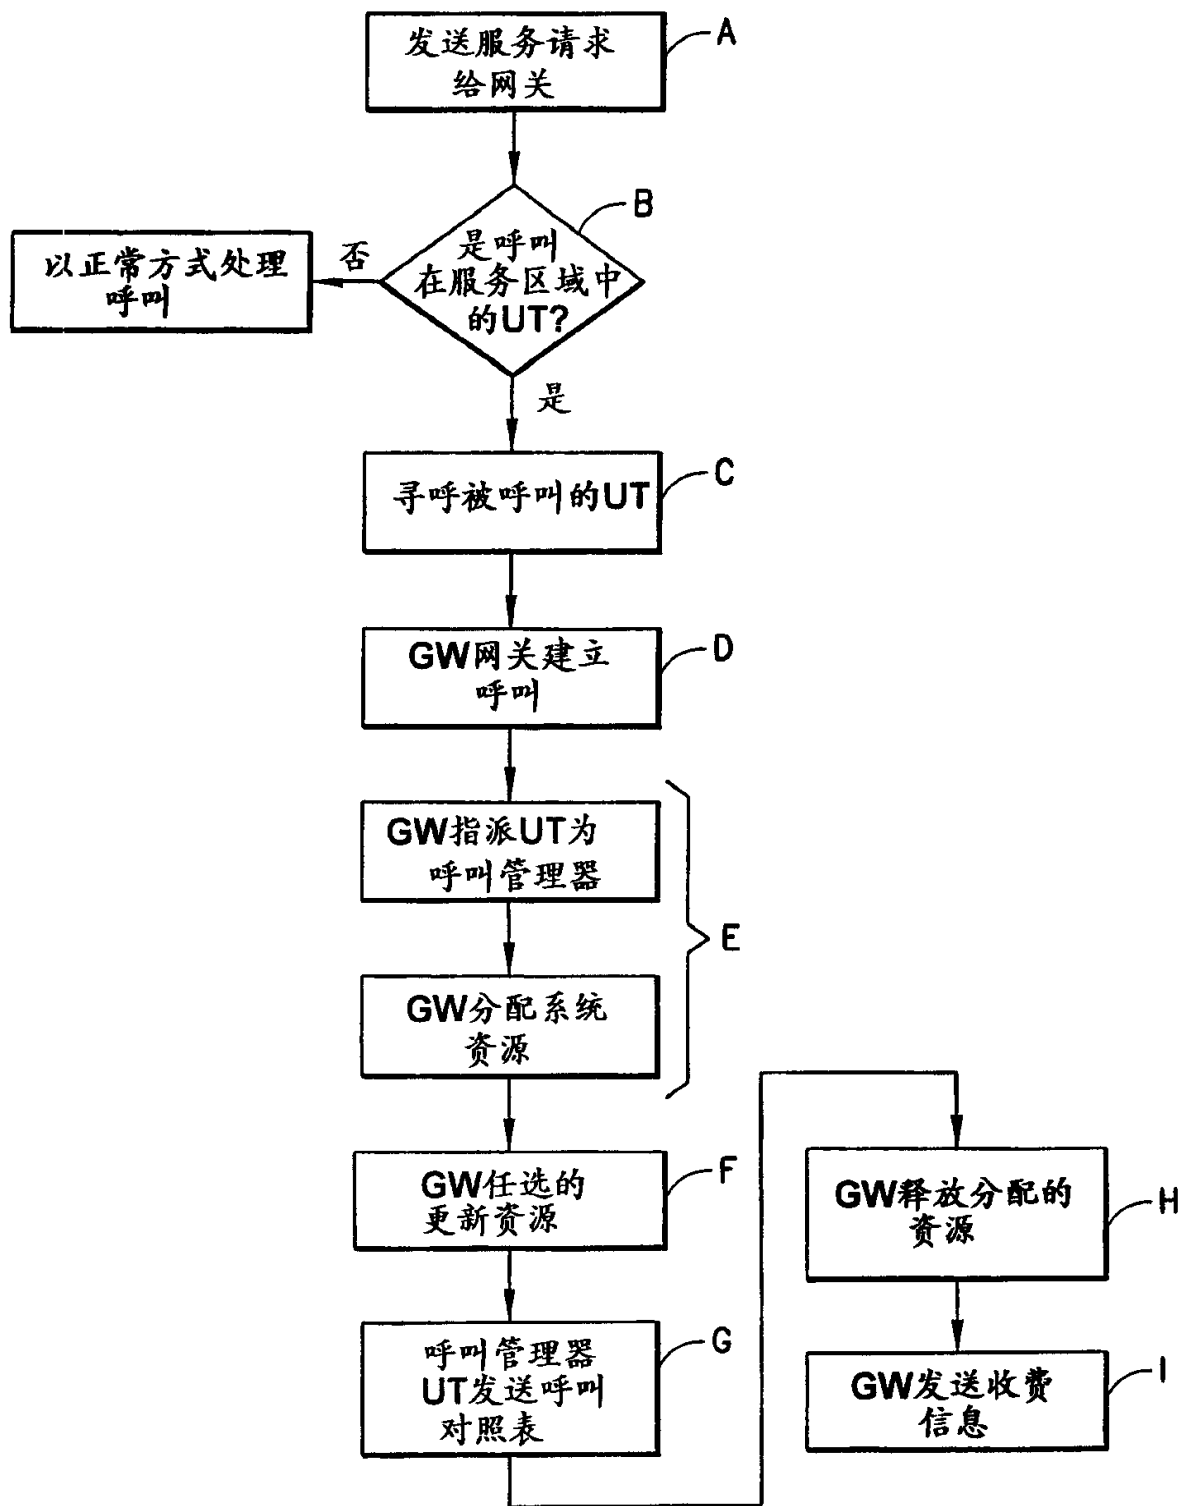 发送服务请求
给网关
A
是呼叫
在服务区域中
的UT?
B
否
以正常方式处理
呼叫
是
寻呼被呼叫的UT
C
GW网关建立
呼叫
D
GW指派UT为
呼叫管理器
GW分配系统
资源
E
GW任选的
更新资源
F
呼叫管理器
UT发送呼叫
对照表
G
GW释放分配的
资源
H
GW发送收费
信息
I